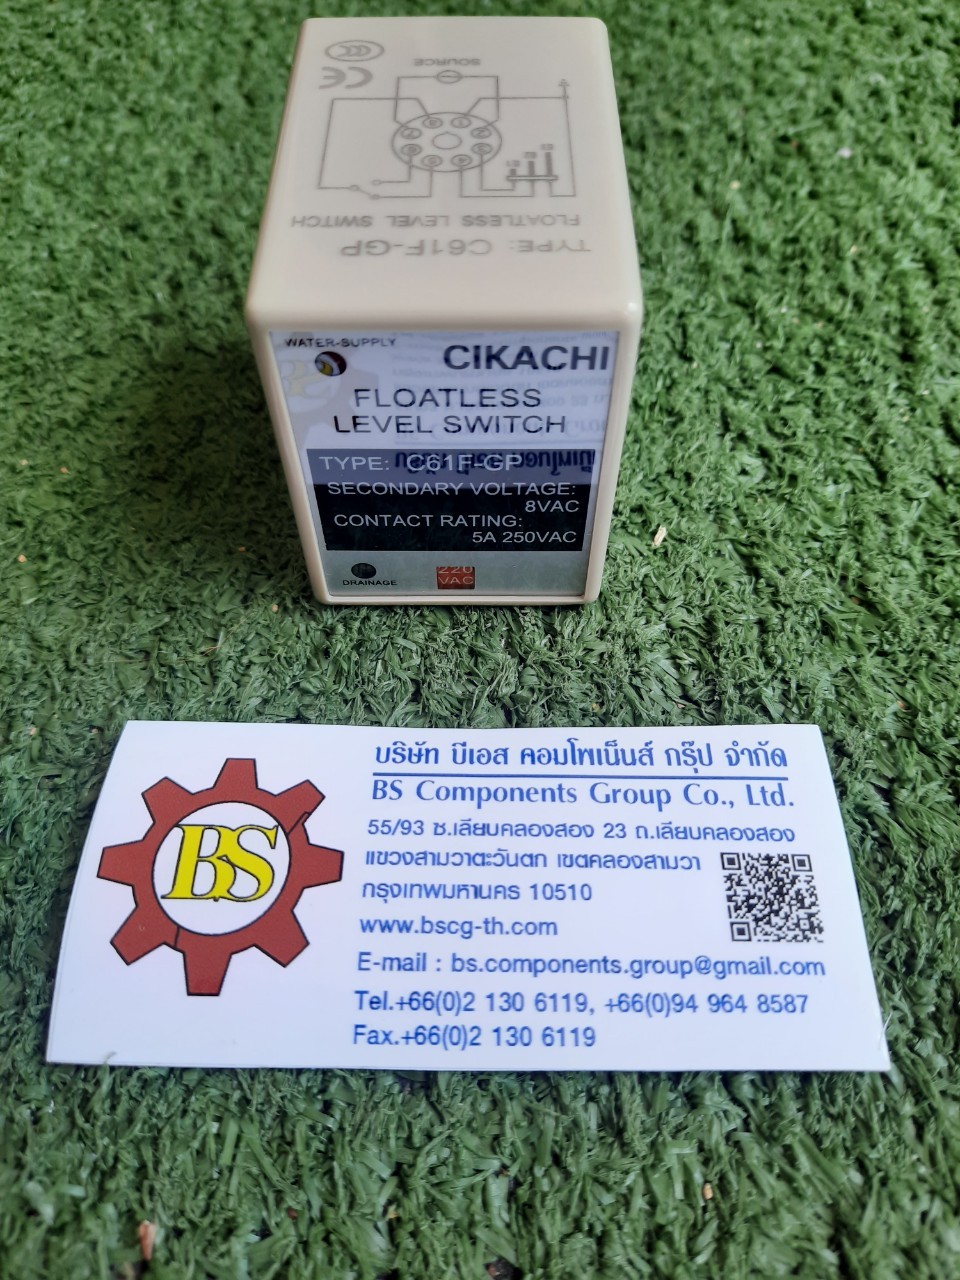 CCC
CE
SOURCE
FLOATLESS LEVEL SWITCH
TYPE: C61F-GP
WATER-SUPPLY
CIKACHI
FLOATLESS
LEVEL SWITCH
TYPE: C61F-GP
SECONDARY VOLTAGE:
8VAC
CONTACT RATING:
5A 250VAC
DRAINAGE
220
VAC
BS
บริษัท บีเอส คอมโพเน็นส์ กรุ๊ป จำกัด
BS Components Group Co., Ltd.
55/93 ซ.เลียบคลองสอง 23 ถ.เลียบคลองสอง
แขวงสามวาตะวันตก เขตคลองสามวา
กรุงเทพมหานคร 10510
www.bscg-th.com
E-mail : bs.components.group@gmail.com
Tel.+66(0)2 130 6119, +66(0)94 964 8587
Fax.+66(0)2 130 6119